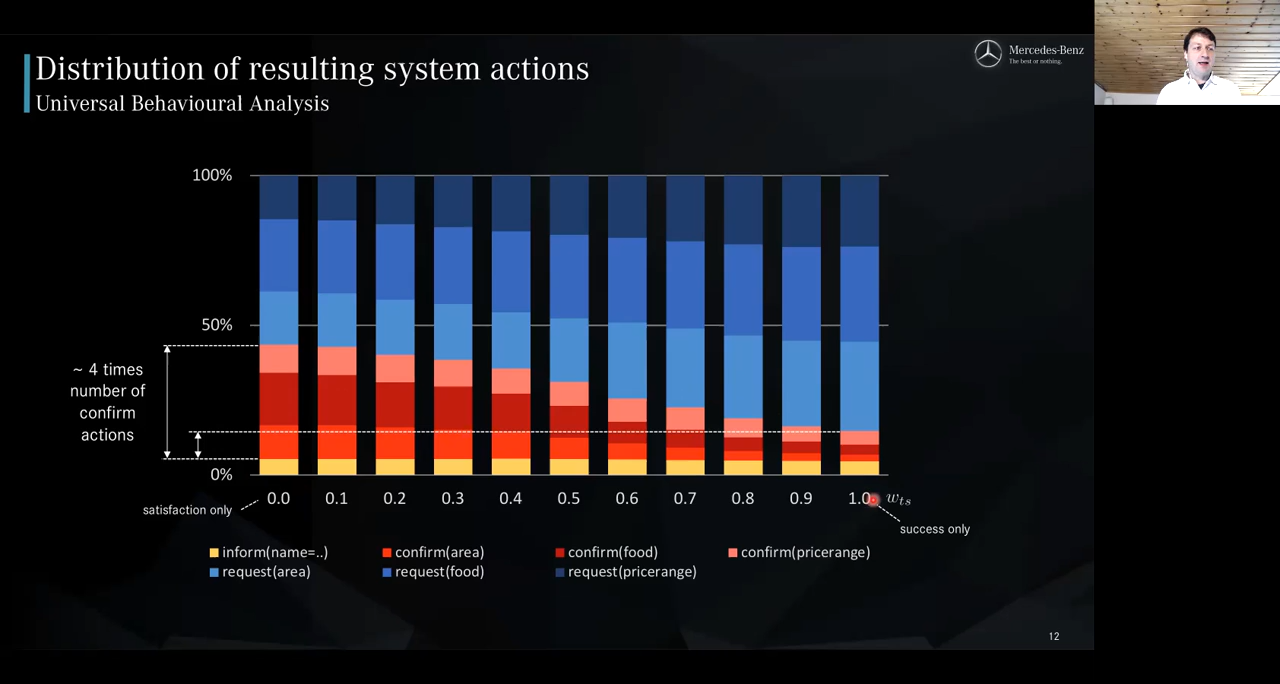 Distribution of resulting system actions
Universal Behavioural Analysis
Mercedes-Benz
The best or nothing.
100%
50%
0%
~ 4 times
number of
confirm
actions
0.0 0.1 0.2 0.3 0.4 0.5 0.6 0.7 0.8 0.9 1.0 w_ts
satisfaction only
success only
inform(name=..) confirm(area) confirm(food) confirm(pricerange)
request(area) request(food) request(pricerange)
12